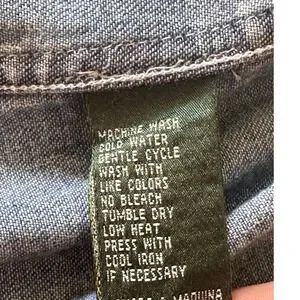 MACHINE WASH
COLD WATER
GENTLE CYCLE
WASH WITH
LIKE COLORS
NO BLEACH
TUMBLE DRY
LOW HEAT
PRESS WITH
COOL IRON
IF NECESSARY
A MAQUINA